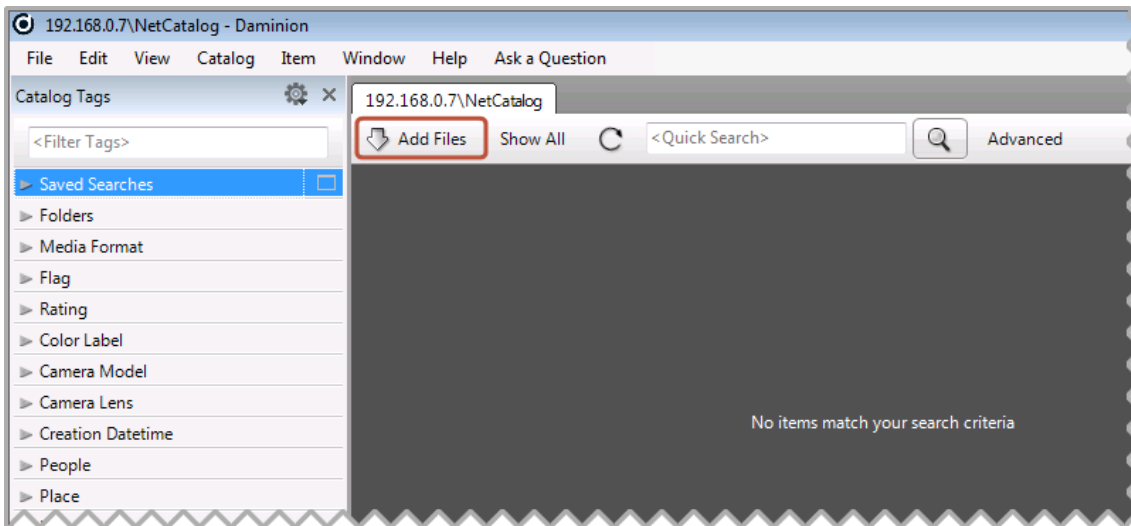 192.168.0.7\NetCatalog - Daminion
File Edit View Catalog Item Window Help Ask a Question
Catalog Tags
192.168.0.7\NetCatalog
<Filter Tags>
Add Files Show All <Quick Search> Advanced
Saved Searches
Folders
Media Format
Flag
Rating
Color Label
Camera Model
Camera Lens
Creation Datetime
People
Place
No items match your search criteria